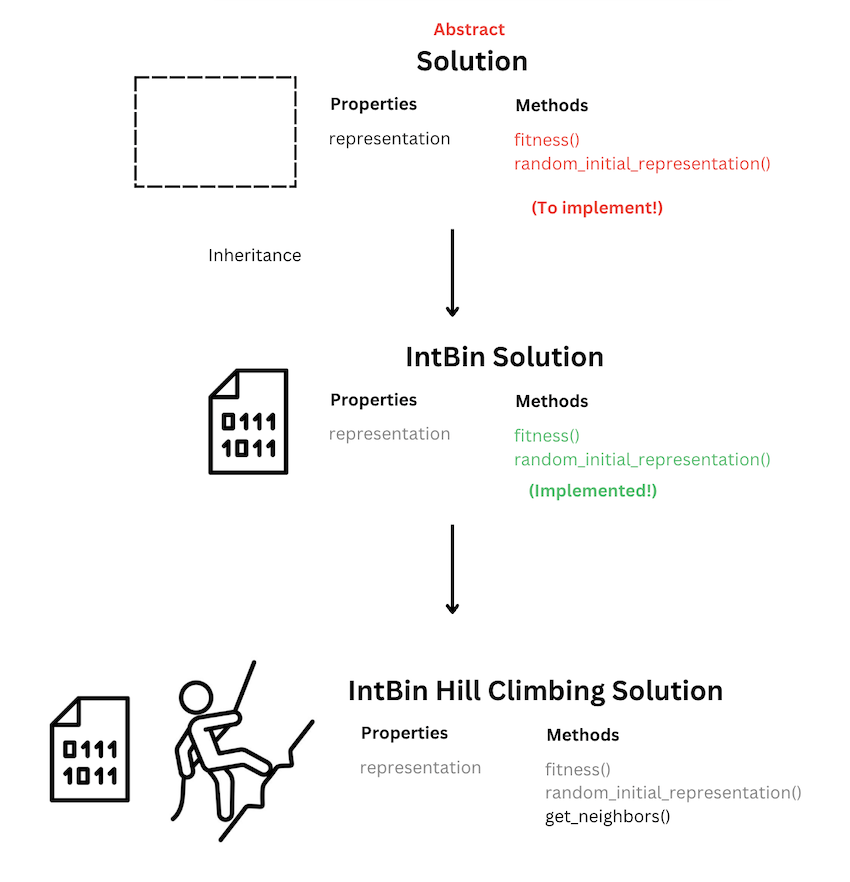 Abstract
Solution
Properties
Methods
representation
fitness()
random_initial_representation()
(To implement!)
Inheritance
IntBin Solution
0111
1011
Properties
Methods
representation
fitness()
random_initial_representation()
(Implemented!)
IntBin Hill Climbing Solution
0111
1011
Properties
Methods
representation
fitness()
random_initial_representation()
get_neighbors()